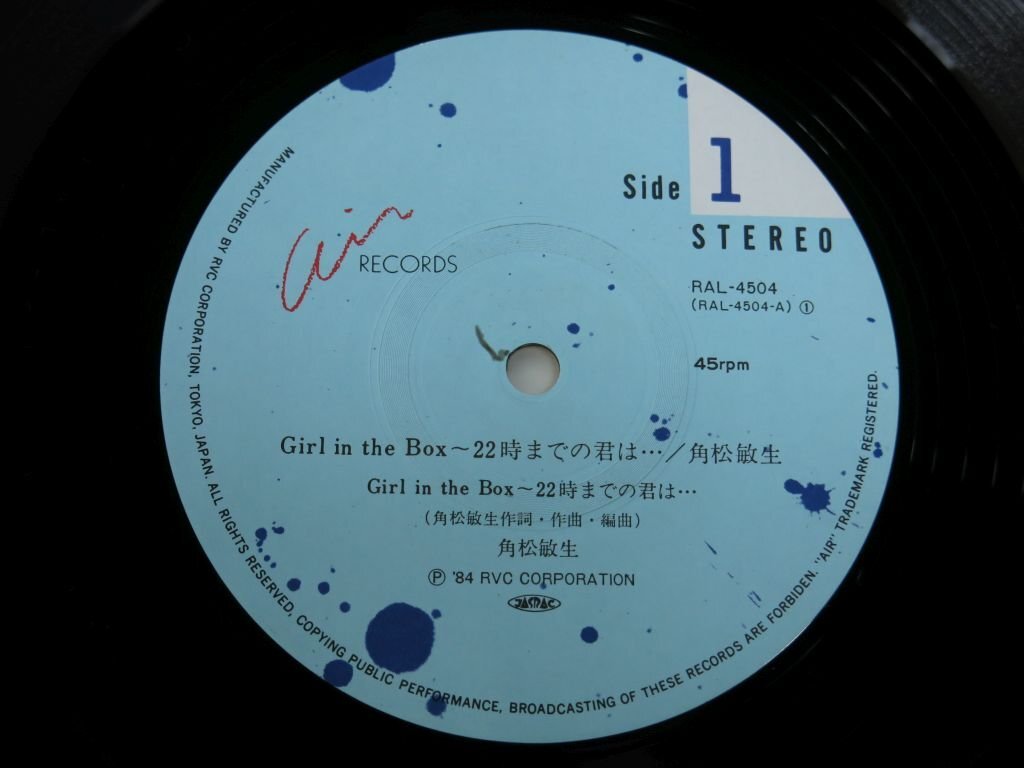 Side 1
STEREO
Air RECORDS
RAL-4504
(RAL-4504-A) ①
45rpm
Girl in the Box～22時までの君は…／角松敏生
Girl in the Box～22時までの君は…
(角松敏生作詞・作曲・編曲)
角松敏生
Ⓟ '84 RVC CORPORATION
JASRAC
MANUFACTURED BY RVC CORPORATION, TOKYO, JAPAN. ALL RIGHTS RESERVED, COPYING PUBLIC PERFORMANCE, BROADCASTING OF THESE RECORDS ARE FORBIDEN. "AIR" TRADEMARK REGISTERED.